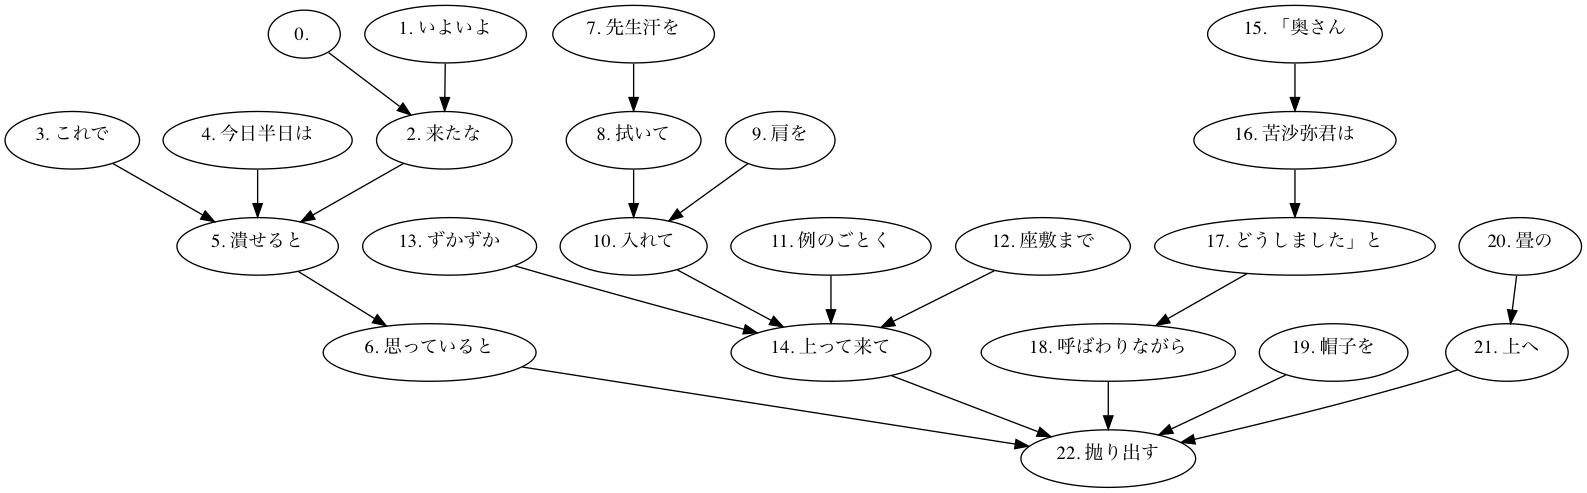 0.
1. いよいよ
7. 先生汗を
15. 「奥さん
3. これで
4. 今日半日は
2. 来たな
8. 拭いて
9. 肩を
16. 苦沙弥君は
5. 潰せると
13. ずかずか
10. 入れて
11. 例のごとく
12. 座敷まで
17. どうしました」と
20. 畳の
6. 思っていると
14. 上って来て
18. 呼ばわりながら
19. 帽子を
21. 上へ
22. 抛り出す